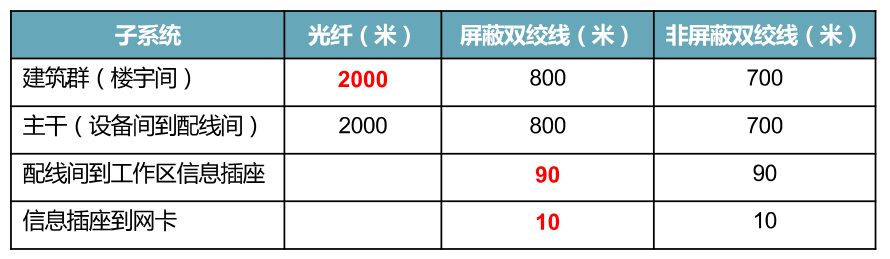 子系统 光纤（米） 屏蔽双绞线（米） 非屏蔽双绞线（米）
建筑群（楼宇间） 2000 800 700
主干（设备间到配线间） 2000 800 700
配线间到工作区信息插座 90 90
信息插座到网卡 10 10